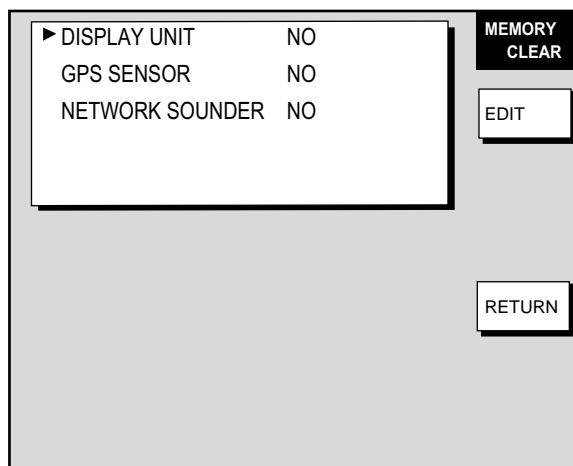 ▶DISPLAY UNIT NO
GPS SENSOR NO
NETWORK SOUNDER NO
MEMORY
CLEAR
EDIT
RETURN